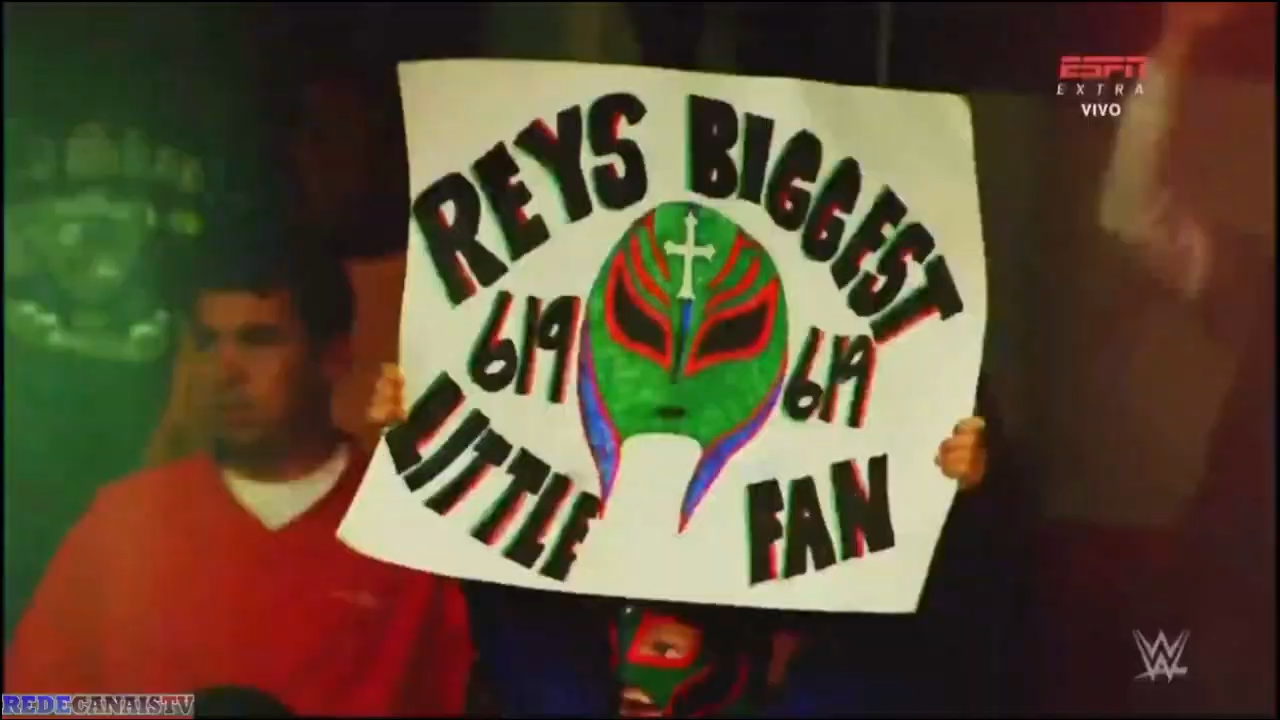 ESPN
EXTRA
VIVO
REYS BIGGEST
619 619
LITTLE FAN
W
REDECANAISTV